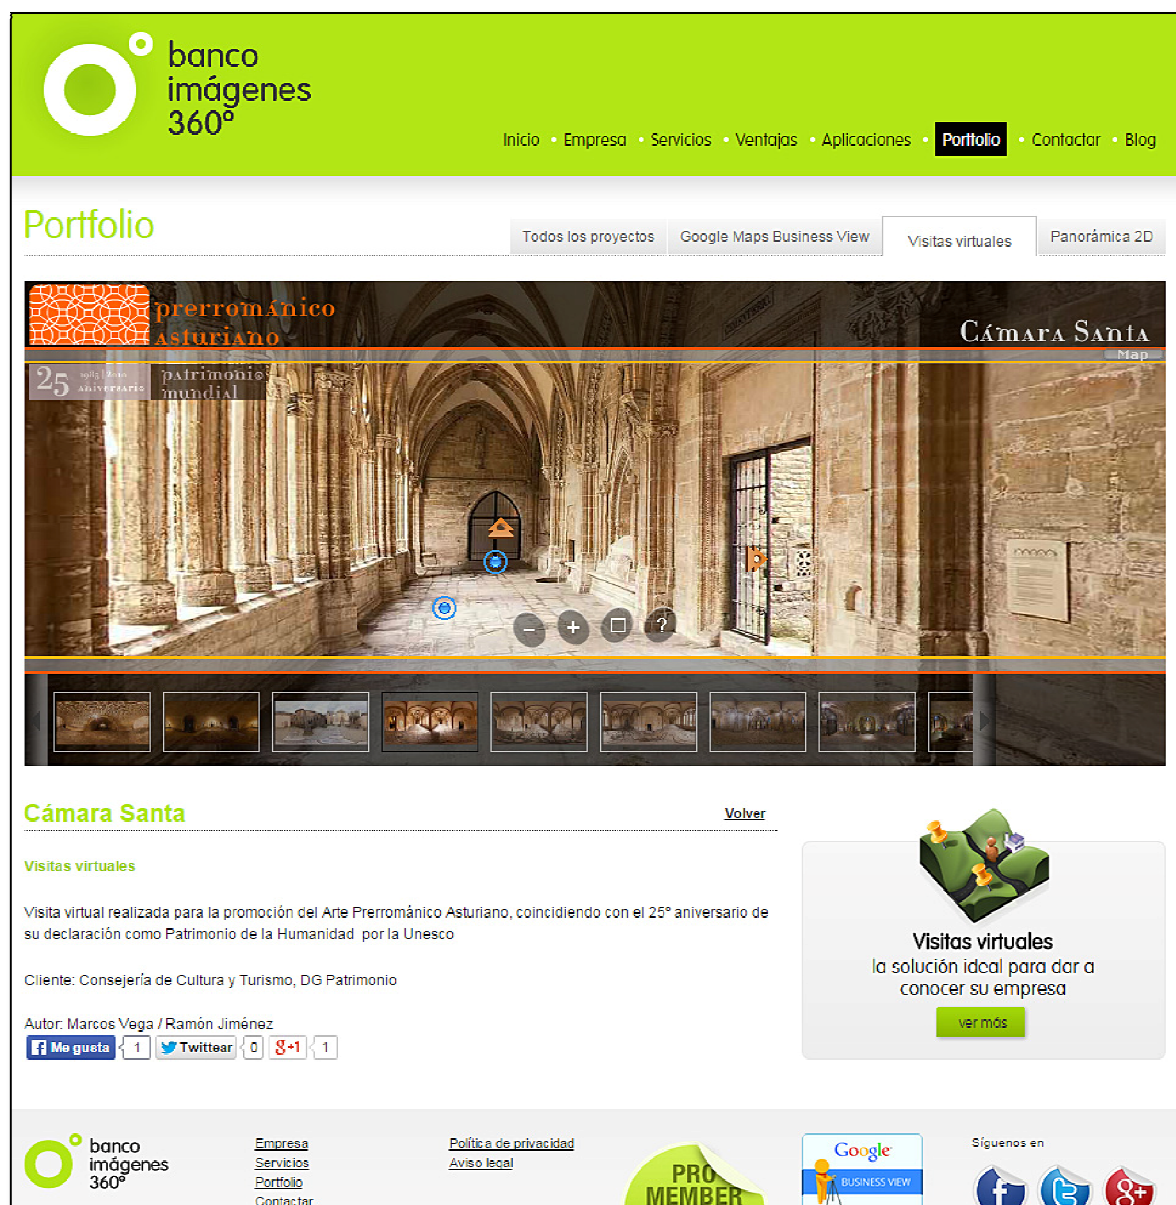 banco
imágenes
360º
Inicio • Empresa • Servicios • Ventajas • Aplicaciones • Portfolio • Contactar • Blog
Portfolio
Todos los proyectos
Google Maps Business View
Visitas virtuales
Panorámica 2D
prerrománico
asturiano
Cámara Santa
Map
25
1985 | 2010
aniversario
patrimonio
mundial
- + ?
Cámara Santa
Volver
Visitas virtuales
Visita virtual realizada para la promoción del Arte Prerrománico Asturiano, coincidiendo con el 25º aniversario de
su declaración como Patrimonio de la Humanidad por la Unesco
Cliente: Consejería de Cultura y Turismo, DG Patrimonio
Autor: Marcos Vega / Ramón Jiménez
Me gusta 1 Twittear 0 g+1 1
Visitas virtuales
la solución ideal para dar a
conocer su empresa
ver más
banco
imágenes
360º
Empresa
Servicios
Portfolio
Contactar
Política de privacidad
Aviso legal
PRO
MEMBER
Google
BUSINESS VIEW
Síguenos en